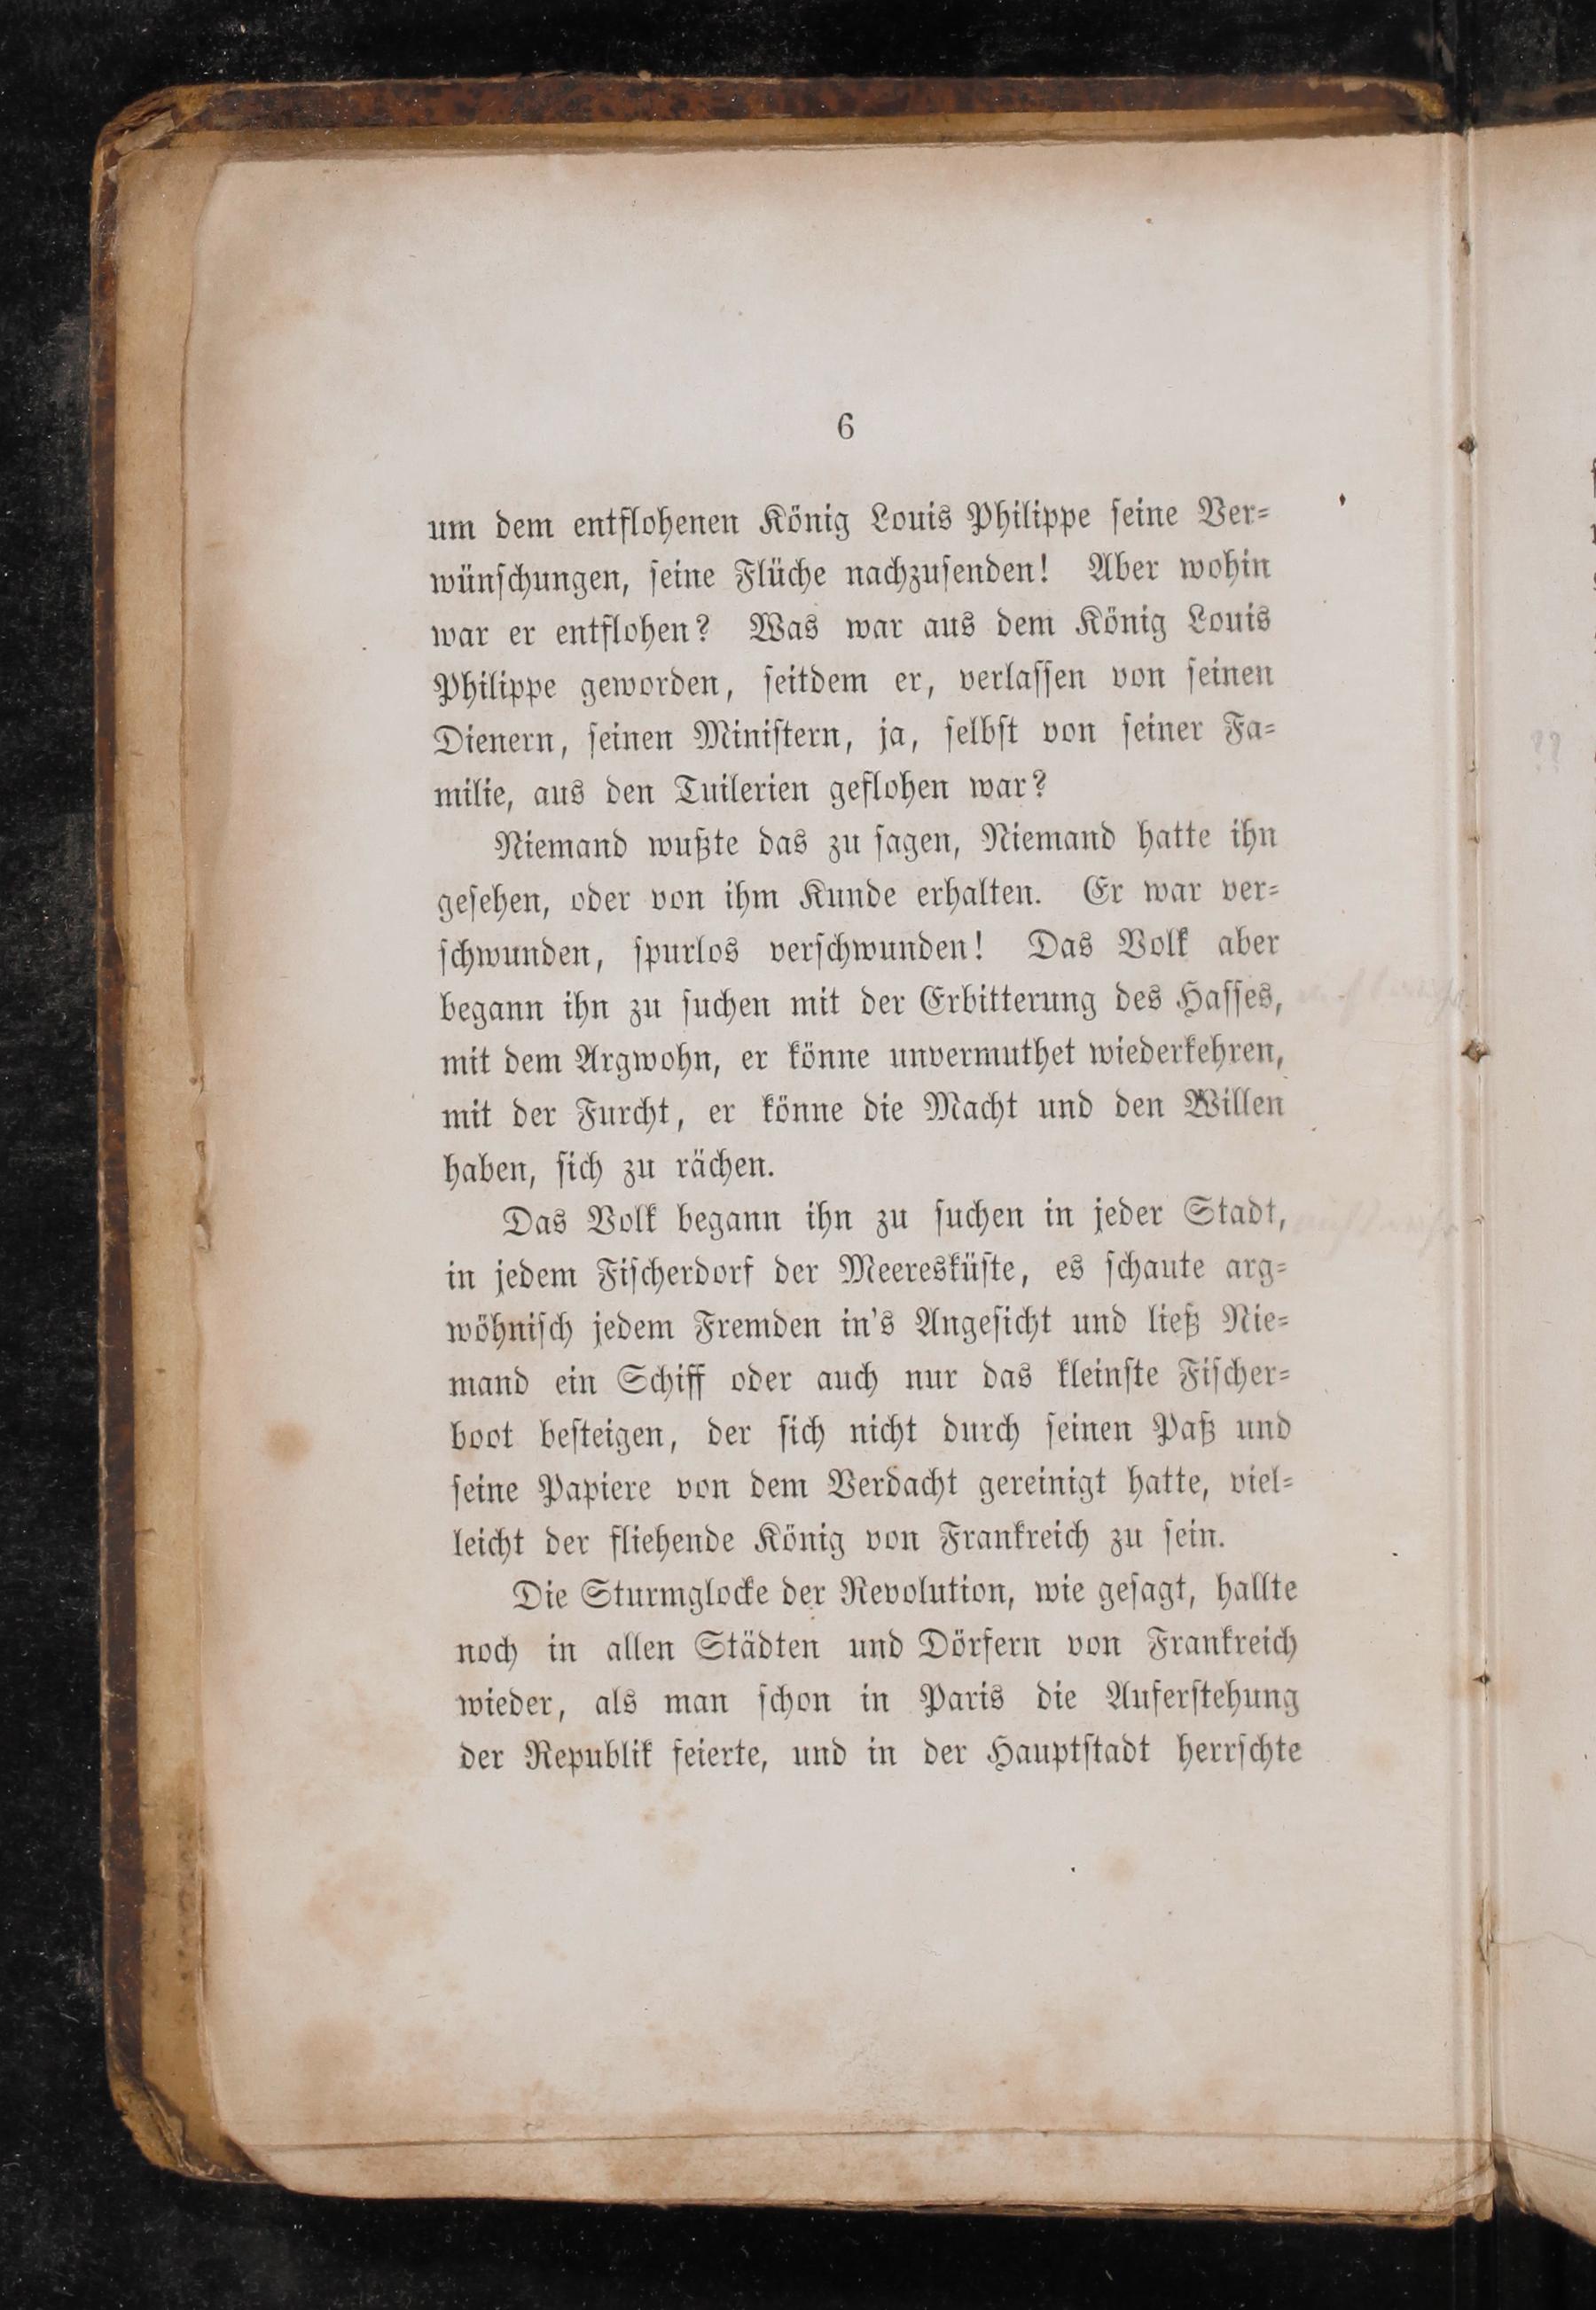 6
um dem entflohenen König Louis Philippe ſeine Ver⸗
wünſchungen, ſeine Flüche nachzuſenden! Aber wohin
war er entflohen? Was war aus dem König Louis
Philippe geworden, ſeitdem er, verlaſſen von ſeinen
Dienern, ſeinen Miniſtern, ja, ſelbſt von ſeiner Fa⸗
milie, aus den Tuilerien geflohen war?
Niemand wußte das zu ſagen, Niemand hatte ihn
geſehen, oder von ihm Kunde erhalten. Er war ver⸗
ſchwunden, ſpurlos verſchwunden! Das Volk aber
begann ihn zu ſuchen mit der Erbitterung des Haſſes,
mit dem Argwohn, er könne unvermuthet wiederkehren,
mit der Furcht, er könne die Macht und den Willen
haben, ſich zu rächen.
Das Volk begann ihn zu ſuchen in jeder Stadt,
in jedem Fiſcherdorf der Meeresküſte, es ſchaute arg⸗
wöhniſch jedem Fremden in's Angeſicht und ließ Nie⸗
mand ein Schiff oder auch nur das kleinſte Fiſcher⸗
boot beſteigen, der ſich nicht durch ſeinen Paß und
ſeine Papiere von dem Verdacht gereinigt hatte, viel⸗
leicht der fliehende König von Frankreich zu ſein.
Die Sturmglocke der Revolution, wie geſagt, hallte
noch in allen Städten und Dörfern von Frankreich
wieder, als man ſchon in Paris die Auferſtehung
der Republik feierte, und in der Hauptſtadt herrſchte